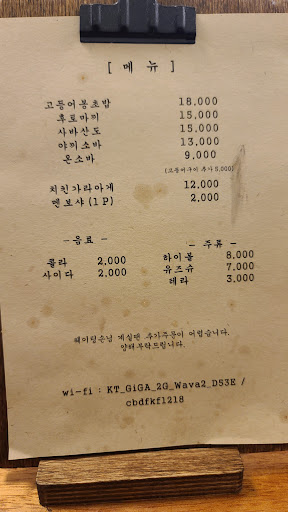 [ 메 뉴 ]
고등어봉초밥 18,000
후토마끼 15,000
사바산도 15,000
야끼소바 13,000
온소바 9,000
(고등어구이 추가 5,000)
치킨가라아게 12,000
멘보샤(1P) 2,000
- 음료 -
콜라 2,000
사이다 2,000
- 주류 -
하이볼 8,000
유즈슈 7,000
테라 3,000
웨이팅손님 계실땐 추가주문이 어렵습니다.
양해부탁드립니다.
wi-fi : KT_GiGA_2G_Wava2_D53E /
cbdfkf1218